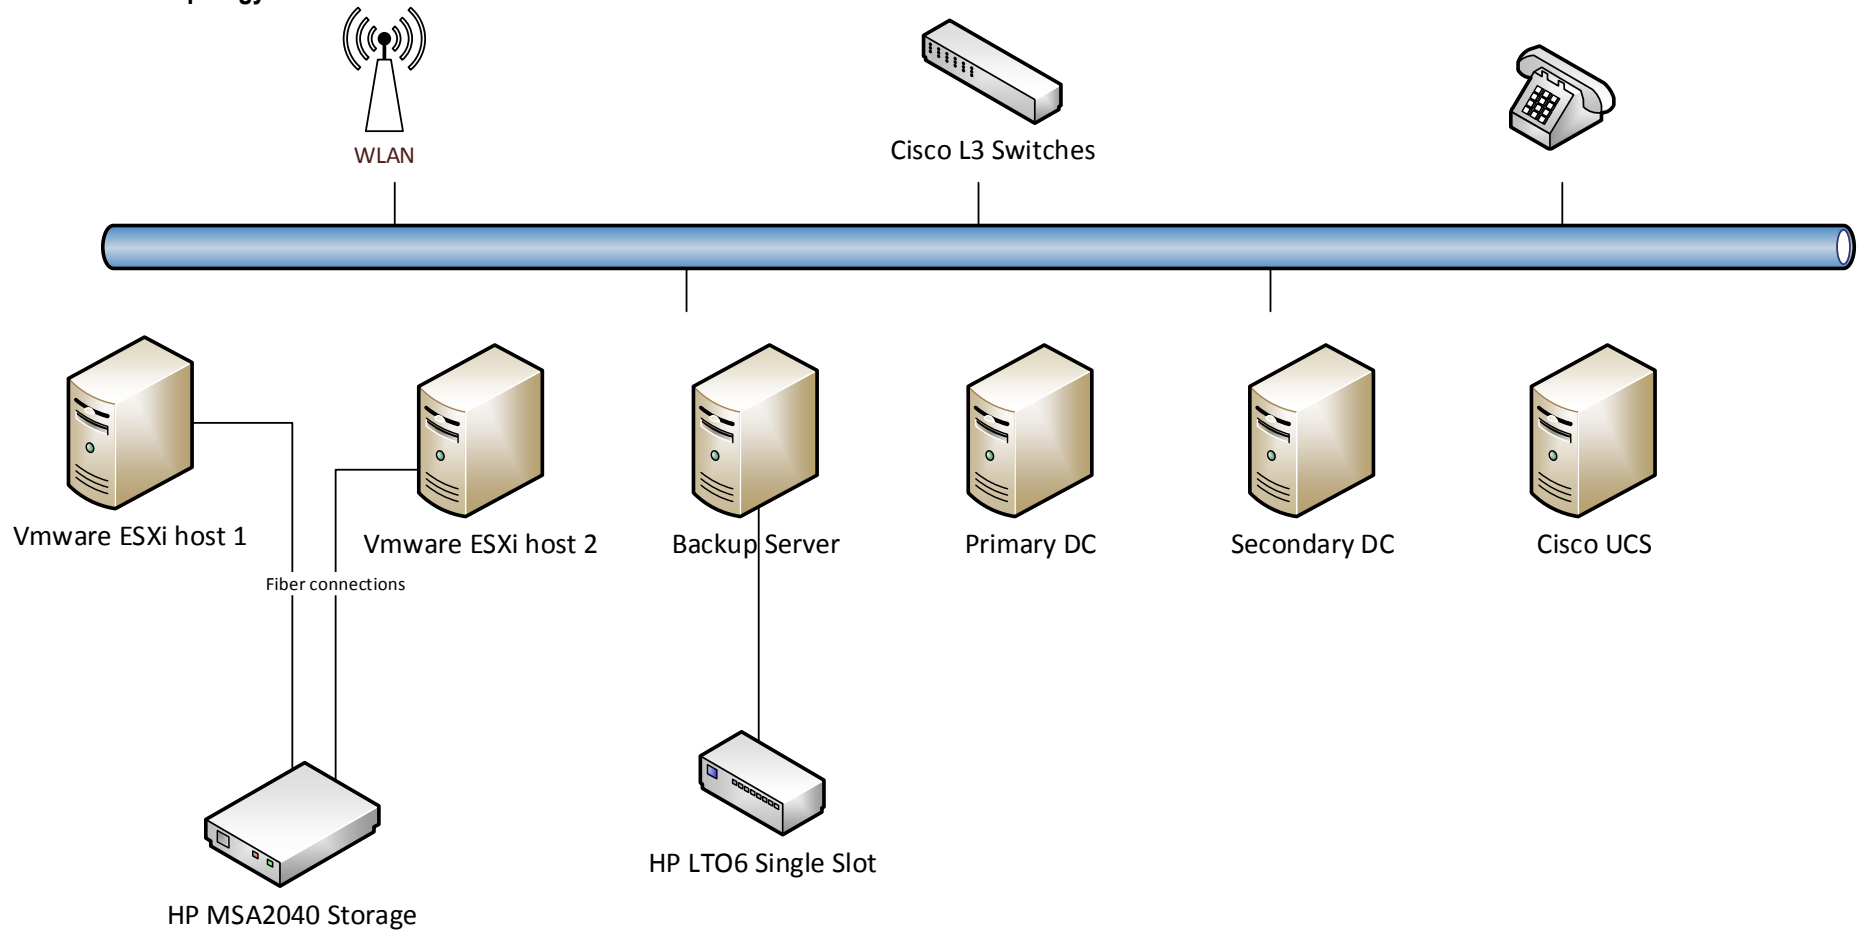 WLAN
Cisco L3 Switches
Vmware ESXi host 1
Vmware ESXi host 2
Backup Server
Primary DC
Secondary DC
Cisco UCS
Fiber connections
HP LTO6 Single Slot
HP MSA2040 Storage